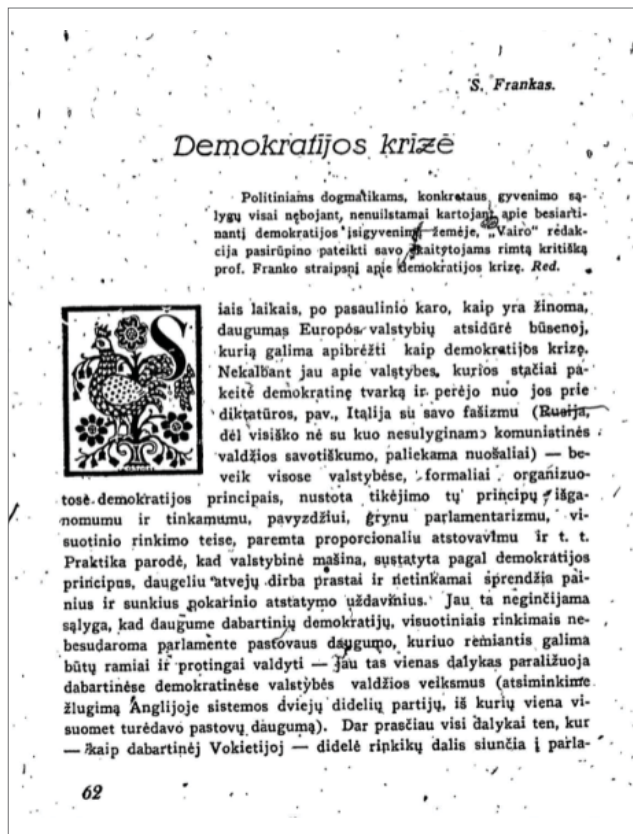 S. Frankas.
Demokratijos krizė
Politiniams dogmatikams, konkretaus gyvenimo są-
lygų visai nebojant, nenuilstamai kartojant apie besiarti-
nantį demokratijos įsigyvenimą žemėje, „Vairo" redak-
cija pasirūpino pateikti savo skaitytojams rimtą kritišką
prof. Franko straipsnį apie demokratijos krizę. Red.
S
iais laikais, po pasaulinio karo, kaip yra žinoma,
daugumas Europos valstybių atsidūrė būsenoj,
kurią galima apibrėžti kaip demokratijos krizę.
Nekalbant jau apie valstybes, kurios stačiai pa-
keitė demokratinę tvarką ir perėjo nuo jos prie
diktatūros, pav., Italija su savo fašizmu (Rusija,
dėl visiško nė su kuo nesulyginamo komunistinės
valdžios savotiškumo, paliekama nuošaliai) — be-
veik visose valstybėse, formaliai organizuo-
tose demokratijos principais, nustota tikėjimo tų principų išga-
nomumu ir tinkamumu, pavyzdžiui, grynu parlamentarizmu, vi-
suotinio rinkimo teise, paremta proporcionaliu atstovavimu ir t. t.
Praktika parodė, kad valstybinė mašina, sustatyta pagal demokratijos
principus, daugeliu atvejų dirba prastai ir netinkamai sprendžia pai-
nius ir sunkius pokarinio atstatymo uždavinius. Jau ta neginčijama
sąlyga, kad daugume dabartinių demokratijų, visuotiniais rinkimais ne-
besudaroma parlamente pastovaus daugumo, kuriuo remiantis galima
būtų ramiai ir protingai valdyti — jau tas vienas dalykas paraližuoja
dabartinėse demokratinėse valstybės valdžios veiksmus (atsiminkime
žlugimą Anglijoje sistemos dviejų didelių partijų, iš kurių viena vi-
suomet turėdavo pastovų daugumą). Dar prasčiau visi dalykai ten, kur
— kaip dabartinėj Vokietijoj — didelė rinkikų dalis siunčia į parla-
62